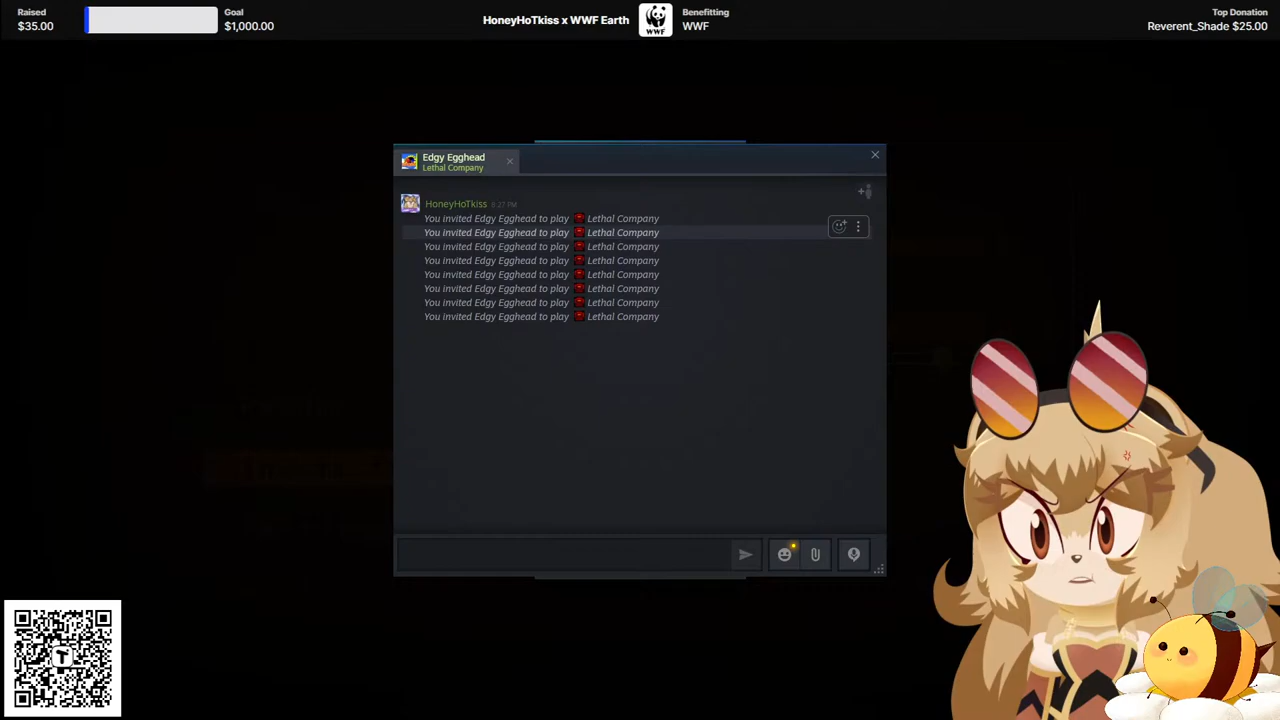 Raised
$35.00
Goal
$1,000.00
HoneyHoTkiss x WWF Earth
WWF
Benefitting
WWF
Top Donation
Reverent_Shade $25.00
Edgy Egghead
Lethal Company
HoneyHoTkiss 8:27 PM
You invited Edgy Egghead to play Lethal Company
You invited Edgy Egghead to play Lethal Company
You invited Edgy Egghead to play Lethal Company
You invited Edgy Egghead to play Lethal Company
You invited Edgy Egghead to play Lethal Company
You invited Edgy Egghead to play Lethal Company
You invited Edgy Egghead to play Lethal Company
You invited Edgy Egghead to play Lethal Company
T